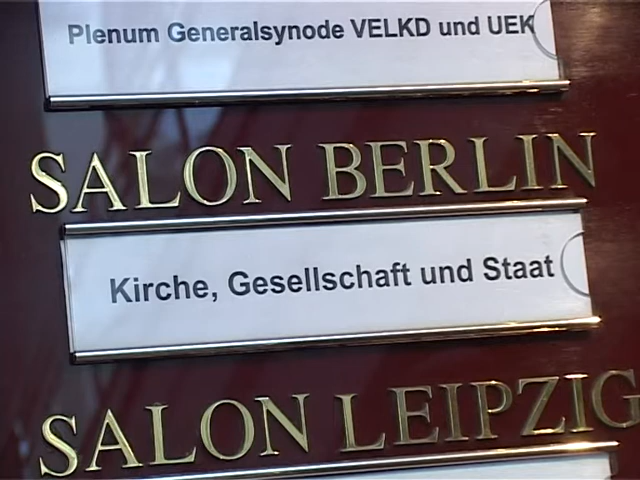 Plenum Generalsynode VELKD und UEK
SALON BERLIN
Kirche, Gesellschaft und Staat
SALON LEIPZIG